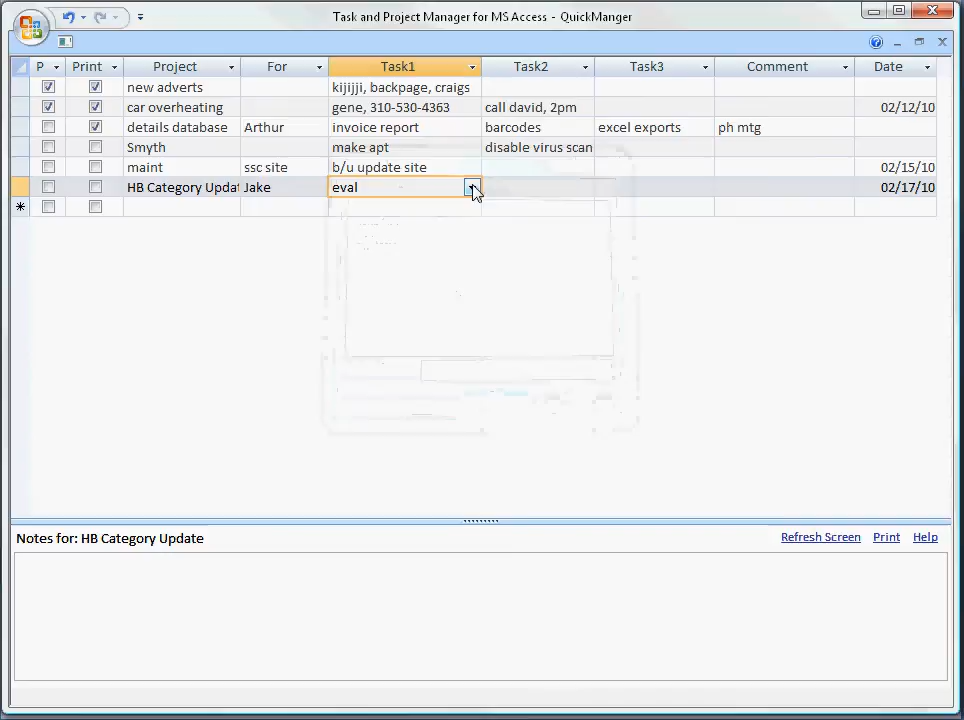 Task and Project Manager for MS Access - QuickManger
P Print Project For Task1 Task2 Task3 Comment Date
new adverts kijijji, backpage, craigs
car overheating gene, 310-530-4363 call david, 2pm 02/12/10
details database Arthur invoice report barcodes excel exports ph mtg
Smyth make apt disable virus scan
maint ssc site b/u update site 02/15/10
HB Category Updat Jake eval 02/17/10
Notes for: HB Category Update Refresh Screen Print Help